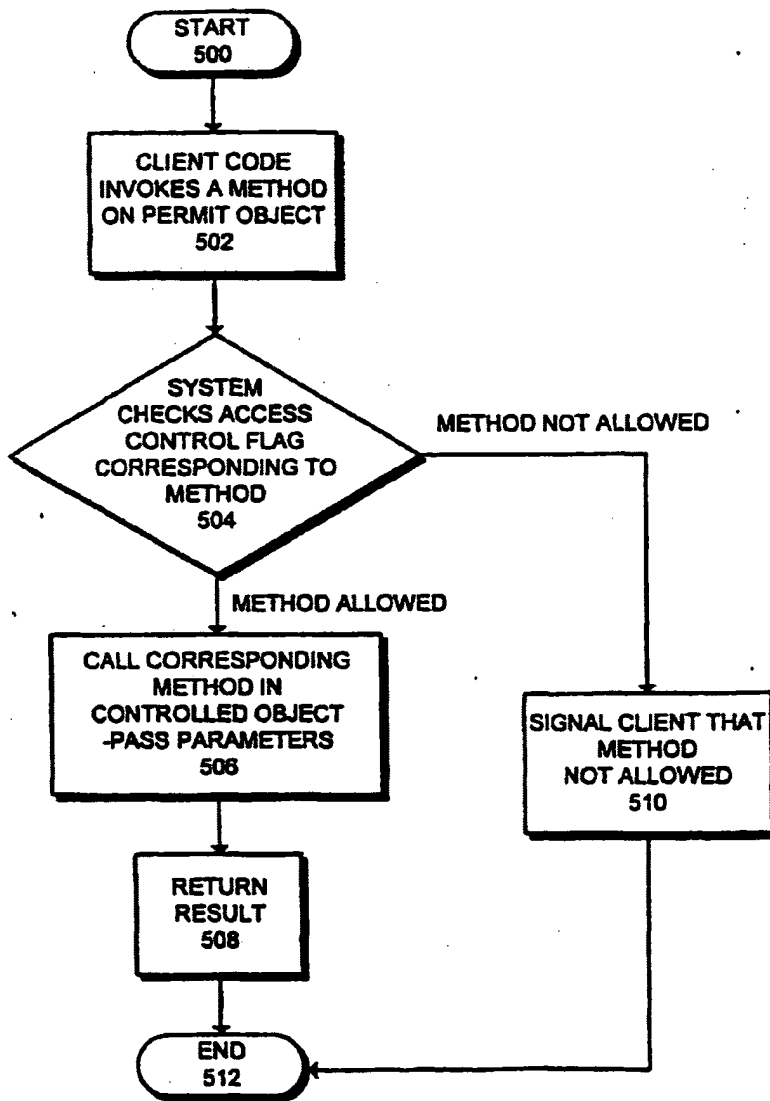 START
500
CLIENT CODE
INVOKES A METHOD
ON PERMIT OBJECT
502
SYSTEM
CHECKS ACCESS
CONTROL FLAG
CORRESPONDING TO
METHOD
504
METHOD NOT ALLOWED
METHOD ALLOWED
CALL CORRESPONDING
METHOD IN
CONTROLLED OBJECT
-PASS PARAMETERS
506
SIGNAL CLIENT THAT
METHOD
NOT ALLOWED
510
RETURN
RESULT
508
END
512